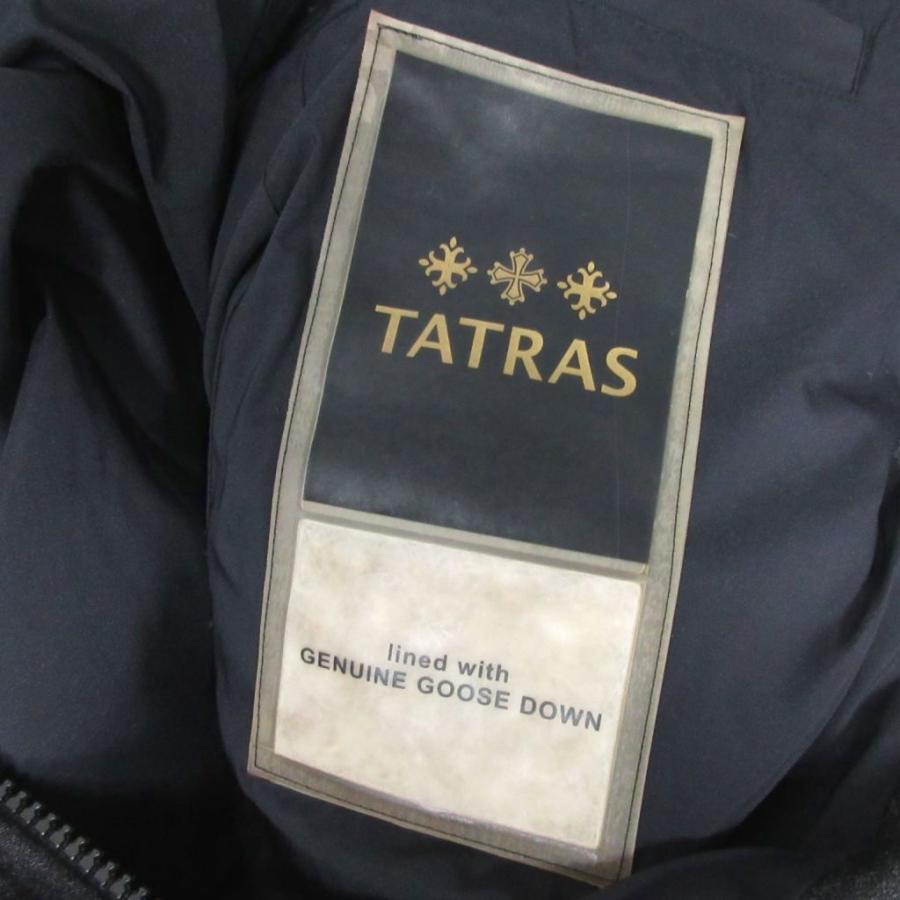 TATRAS
lined with
GENUINE GOOSE DOWN